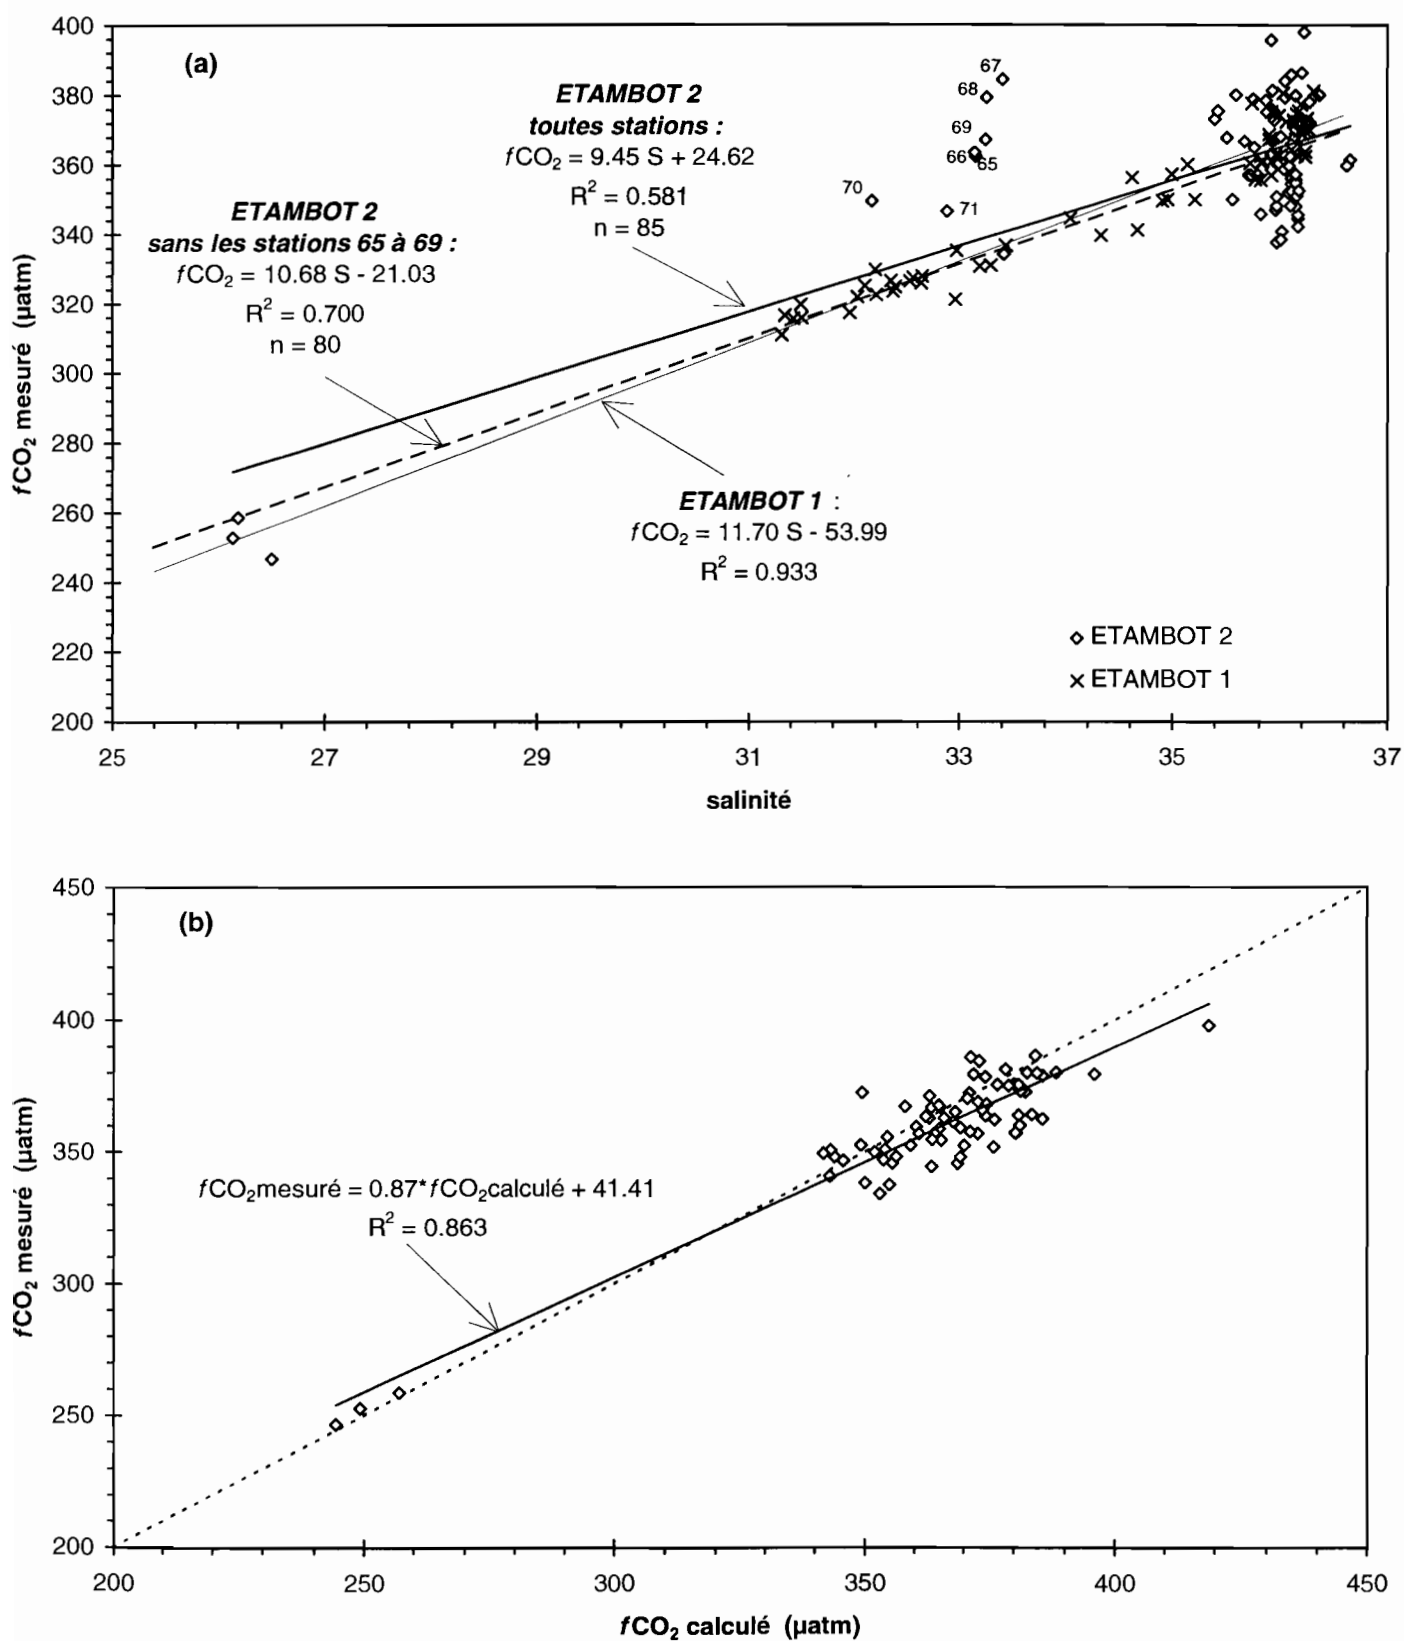 (a)
400
380
360
340
320
300
280
260
240
220
200
fCO₂ mesuré (µatm)
ETAMBOT 2
toutes stations :
fCO₂ = 9.45 S + 24.62
R² = 0.581
n = 85
ETAMBOT 2
sans les stations 65 à 69 :
fCO₂ = 10.68 S - 21.03
R² = 0.700
n = 80
67
68
69
66
65
70
71
ETAMBOT 1 :
fCO₂ = 11.70 S - 53.99
R² = 0.933
ETAMBOT 2
ETAMBOT 1
25 27 29 31 33 35 37
salinité
(b)
450
400
350
300
250
200
fCO₂ mesuré (µatm)
fCO₂mesuré = 0.87*fCO₂calculé + 41.41
R² = 0.863
200 250 300 350 400 450
fCO₂ calculé (µatm)